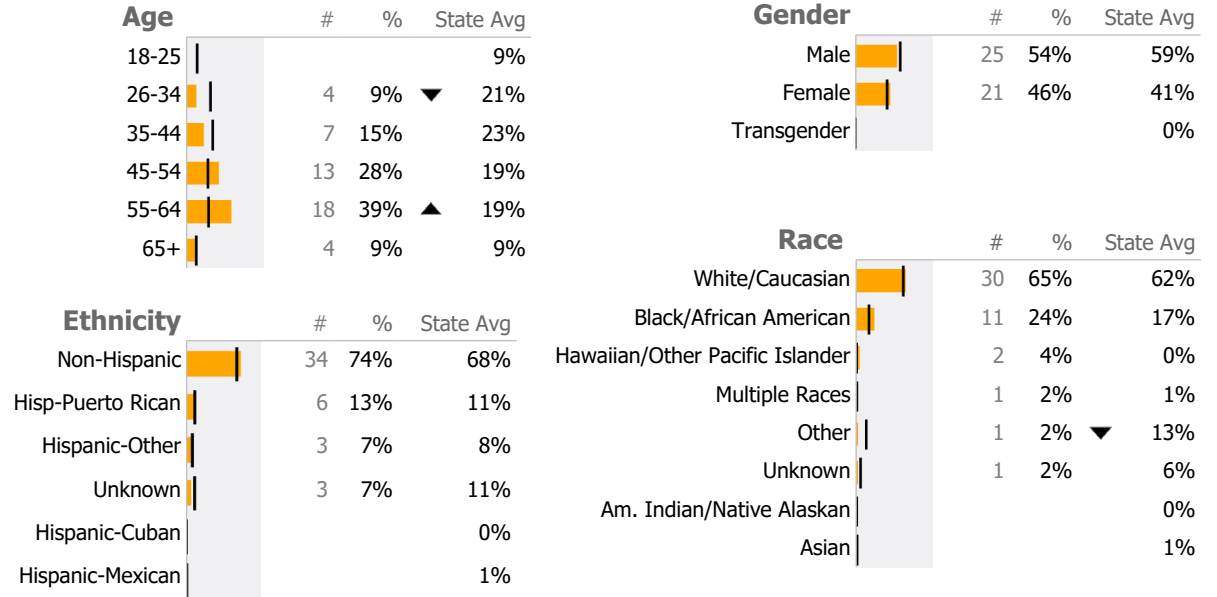 Age # % State Avg
18-25 9%
26-34 4 9% ▼ 21%
35-44 7 15% 23%
45-54 13 28% 19%
55-64 18 39% ▲ 19%
65+ 4 9% 9%
Ethnicity # % State Avg
Non-Hispanic 34 74% 68%
Hisp-Puerto Rican 6 13% 11%
Hispanic-Other 3 7% 8%
Unknown 3 7% 11%
Hispanic-Cuban 0%
Hispanic-Mexican 1%
Gender # % State Avg
Male 25 54% 59%
Female 21 46% 41%
Transgender 0%
Race # % State Avg
White/Caucasian 30 65% 62%
Black/African American 11 24% 17%
Hawaiian/Other Pacific Islander 2 4% 0%
Multiple Races 1 2% 1%
Other 1 2% ▼ 13%
Unknown 1 2% 6%
Am. Indian/Native Alaskan 0%
Asian 1%